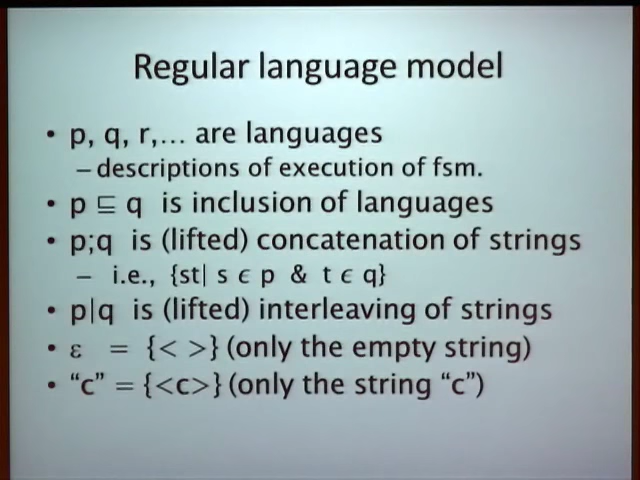 Regular language model
• p, q, r,... are languages
– descriptions of execution of fsm.
• p ⊑ q is inclusion of languages
• p;q is (lifted) concatenation of strings
– i.e., {st| s ϵ p & t ϵ q}
• p|q is (lifted) interleaving of strings
• ε = {< >} (only the empty string)
• “c” = {<c>} (only the string “c”)